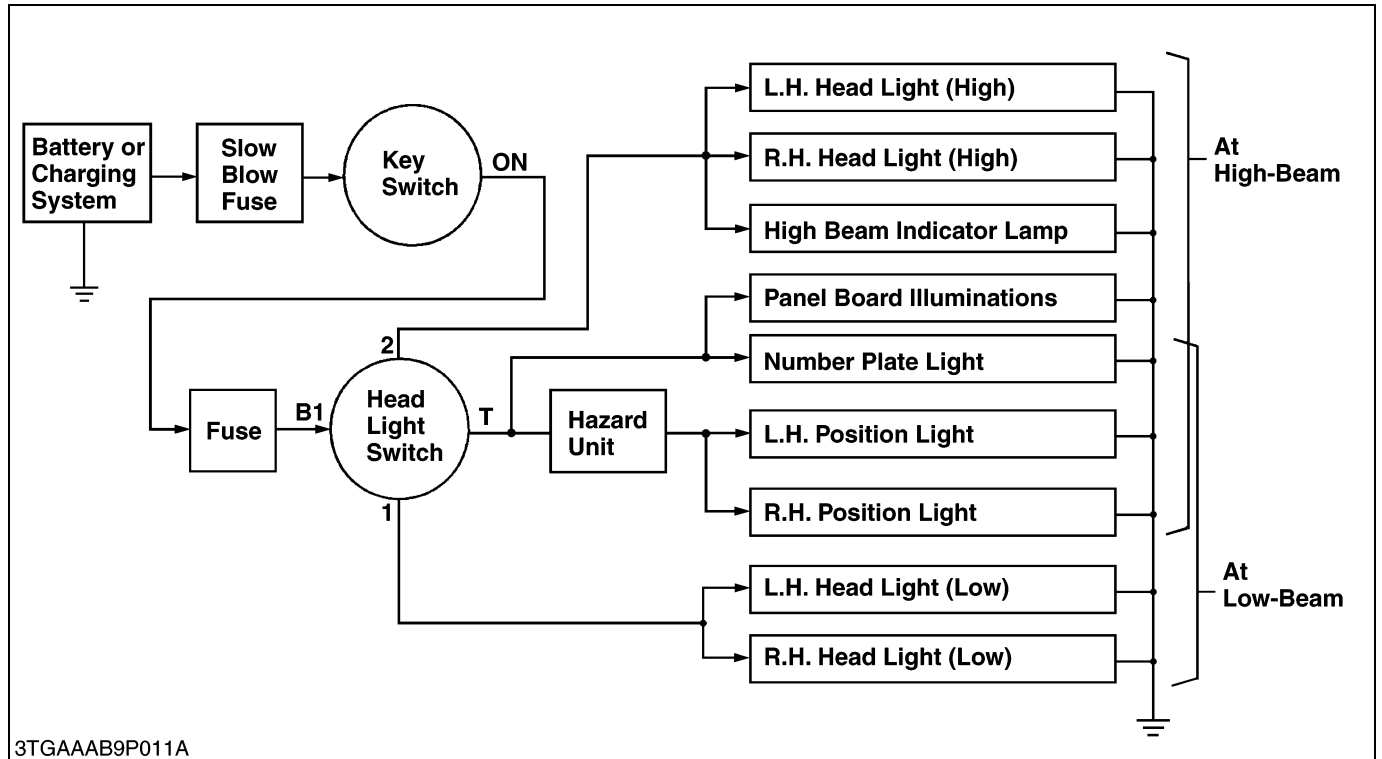 Battery or
Charging
System
Slow
Blow
Fuse
Key
Switch
ON
Fuse
B1
Head
Light
Switch
2
T
1
Hazard
Unit
L.H. Head Light (High)
R.H. Head Light (High)
High Beam Indicator Lamp
Panel Board Illuminations
Number Plate Light
L.H. Position Light
R.H. Position Light
L.H. Head Light (Low)
R.H. Head Light (Low)
At
High-Beam
At
Low-Beam
3TGAAAB9P011A